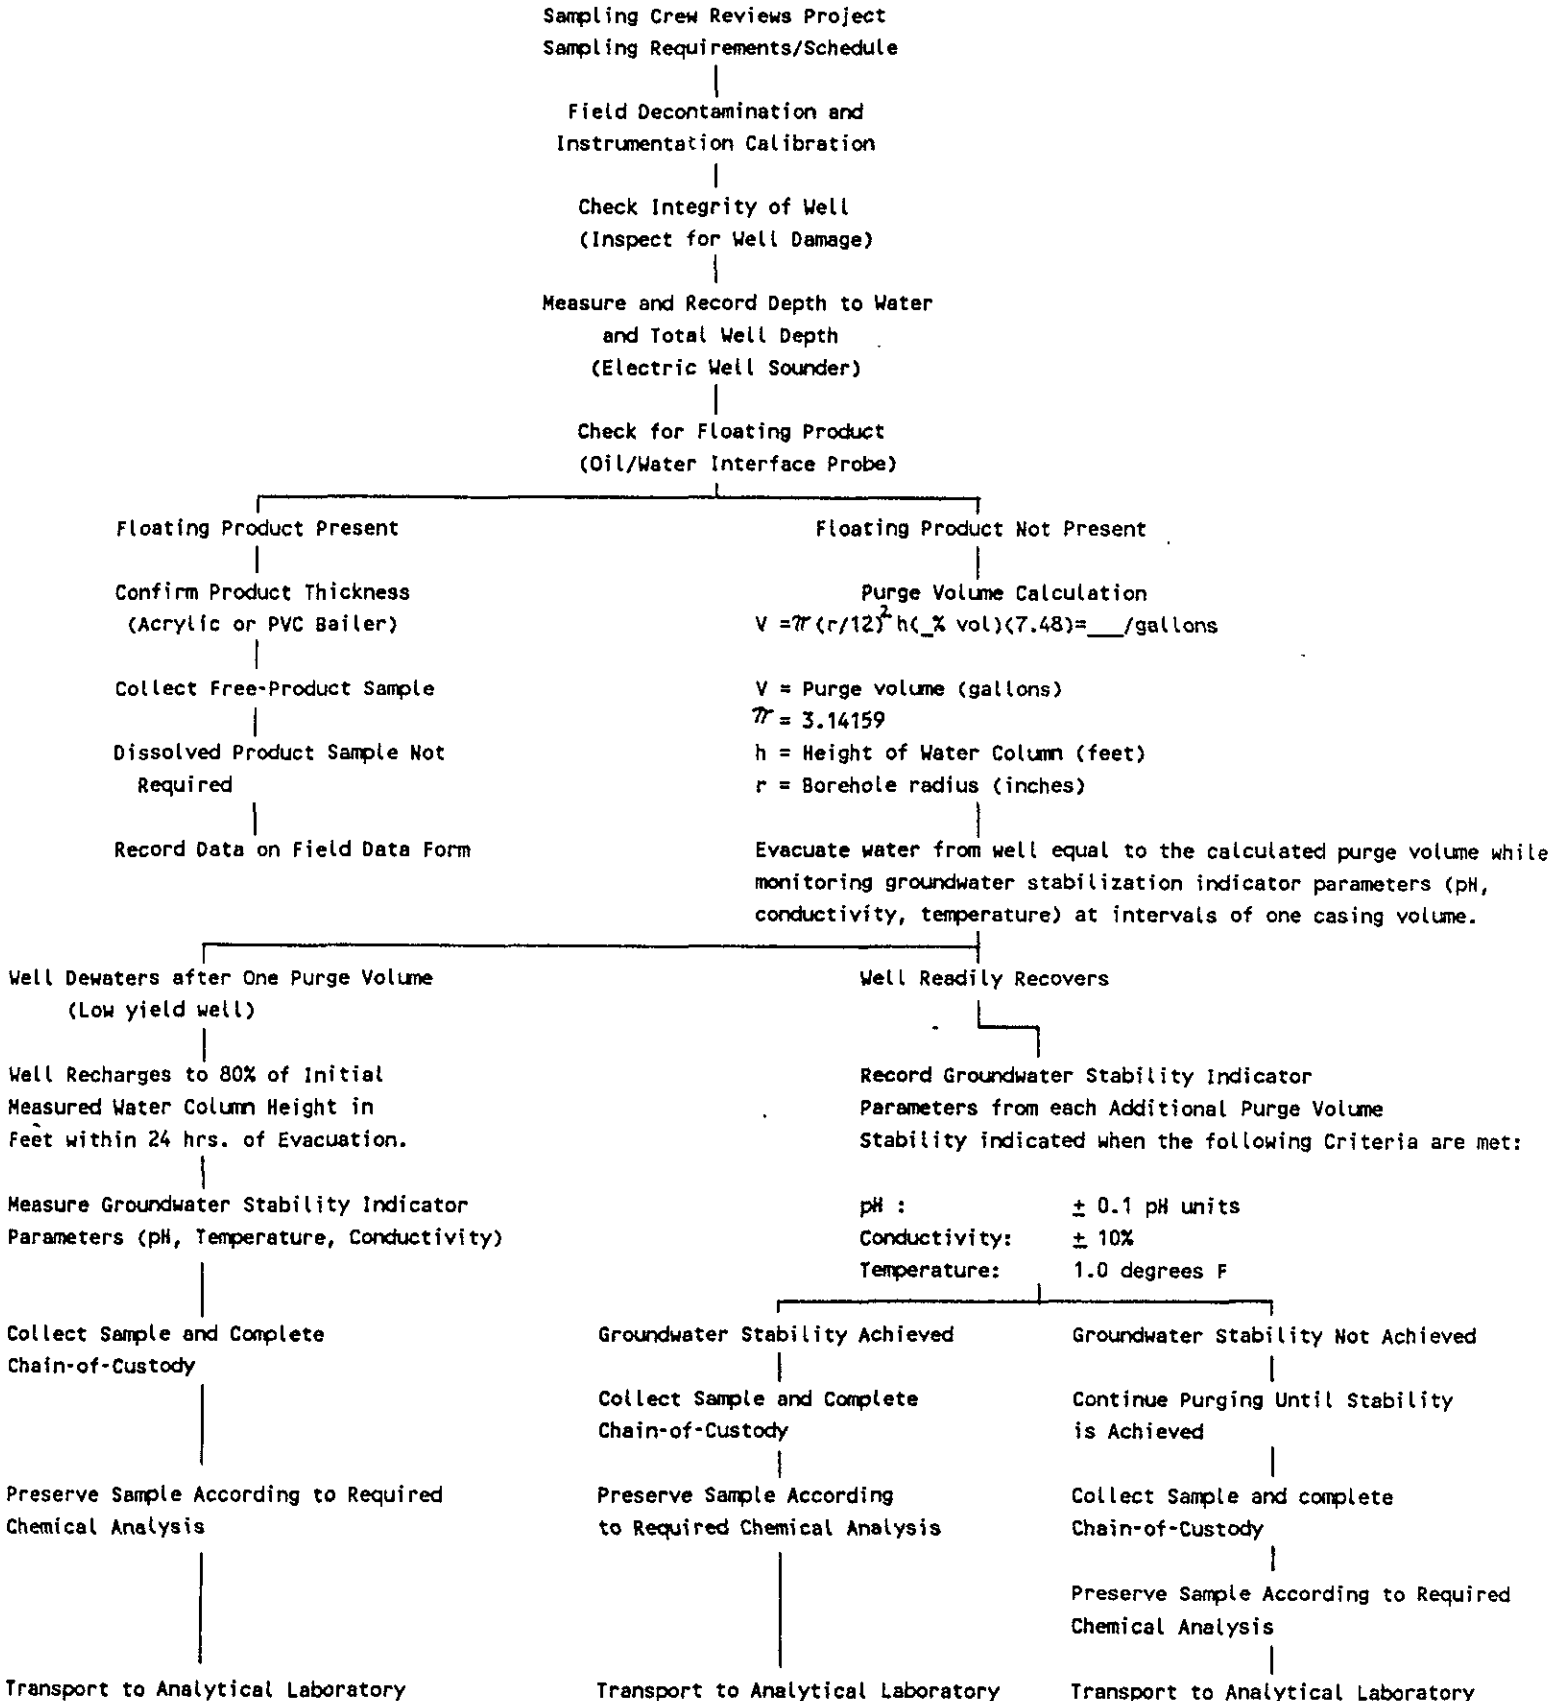 Sampling Crew Reviews Project
Sampling Requirements/Schedule
Field Decontamination and
Instrumentation Calibration
Check Integrity of Well
(Inspect for Well Damage)
Measure and Record Depth to Water
and Total Well Depth
(Electric Well Sounder)
Check for Floating Product
(Oil/Water Interface Probe)
Floating Product Present
Confirm Product Thickness
(Acrylic or PVC Bailer)
Collect Free-Product Sample
Dissolved Product Sample Not
Required
Record Data on Field Data Form
Floating Product Not Present
Purge Volume Calculation
V =π(r/12)² h(_% vol)(7.48)=___/gallons
V = Purge volume (gallons)
π = 3.14159
h = Height of Water Column (feet)
r = Borehole radius (inches)
Evacuate water from well equal to the calculated purge volume while
monitoring groundwater stabilization indicator parameters (pH,
conductivity, temperature) at intervals of one casing volume.
Well Dewaters after One Purge Volume
(Low yield well)
Well Recharges to 80% of Initial
Measured Water Column Height in
Feet within 24 hrs. of Evacuation.
Measure Groundwater Stability Indicator
Parameters (pH, Temperature, Conductivity)
Collect Sample and Complete
Chain-of-Custody
Preserve Sample According to Required
Chemical Analysis
Transport to Analytical Laboratory
Well Readily Recovers
Record Groundwater Stability Indicator
Parameters from each Additional Purge Volume
Stability indicated when the following Criteria are met:
pH : ± 0.1 pH units
Conductivity: ± 10%
Temperature: 1.0 degrees F
Groundwater Stability Achieved
Collect Sample and Complete
Chain-of-Custody
Preserve Sample According
to Required Chemical Analysis
Transport to Analytical Laboratory
Groundwater Stability Not Achieved
Continue Purging Until Stability
is Achieved
Collect Sample and complete
Chain-of-Custody
Preserve Sample According to Required
Chemical Analysis
Transport to Analytical Laboratory